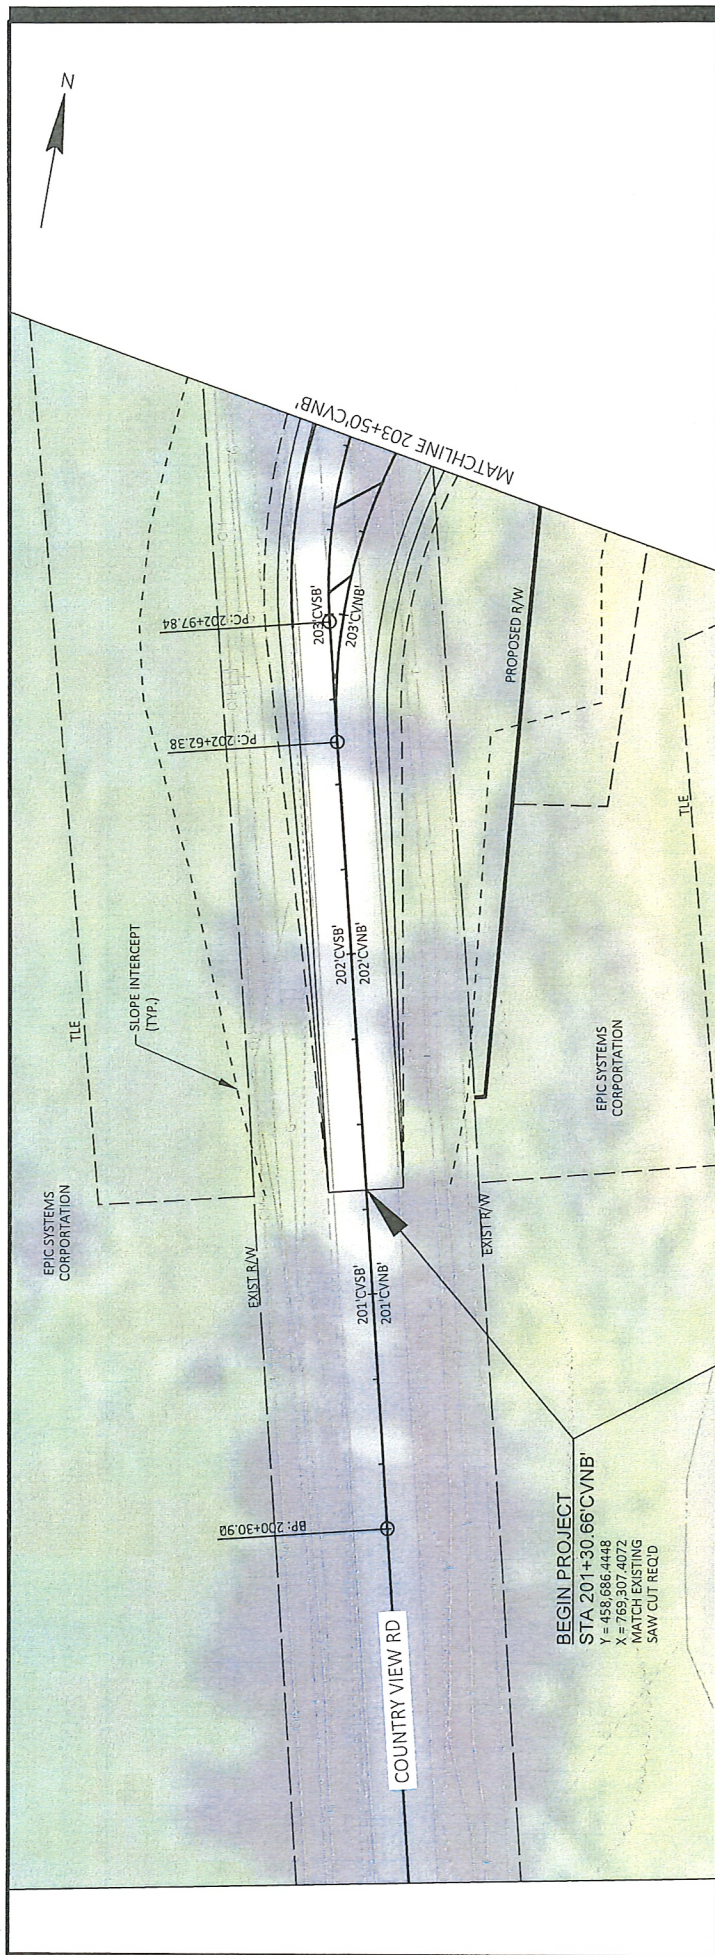 N
MATCHLINE 203+50'CVNB'
PC: 202+97.84
203'CVSB'
203'CVNB'
PROPOSED R/W
PC: 202+62.38
TLE
SLOPE INTERCEPT
(TYP.)
202'CVSB'
202'CVNB'
TLE
EPIC SYSTEMS
CORPORTATION
EPIC SYSTEMS
CORPORTATION
EXIST R/W
EXIST R/W
201'CVSB'
201'CVNB'
BP: 200+30.90
COUNTRY VIEW RD
BEGIN PROJECT
STA 201+30.66'CVNB'
Y = 458,686.4448
X = 769,307.4072
MATCH EXISTING
SAW CUT REQ'D